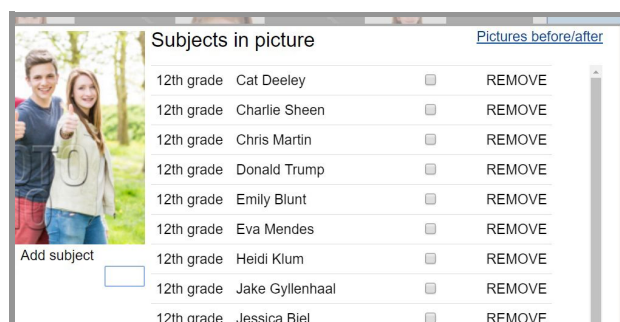 Subjects in picture
Pictures before/after
12th grade Cat Deeley REMOVE
12th grade Charlie Sheen REMOVE
12th grade Chris Martin REMOVE
12th grade Donald Trump REMOVE
12th grade Emily Blunt REMOVE
12th grade Eva Mendes REMOVE
Add subject
12th grade Heidi Klum REMOVE
12th grade Jake Gyllenhaal REMOVE
12th grade Jessica Biel REMOVE